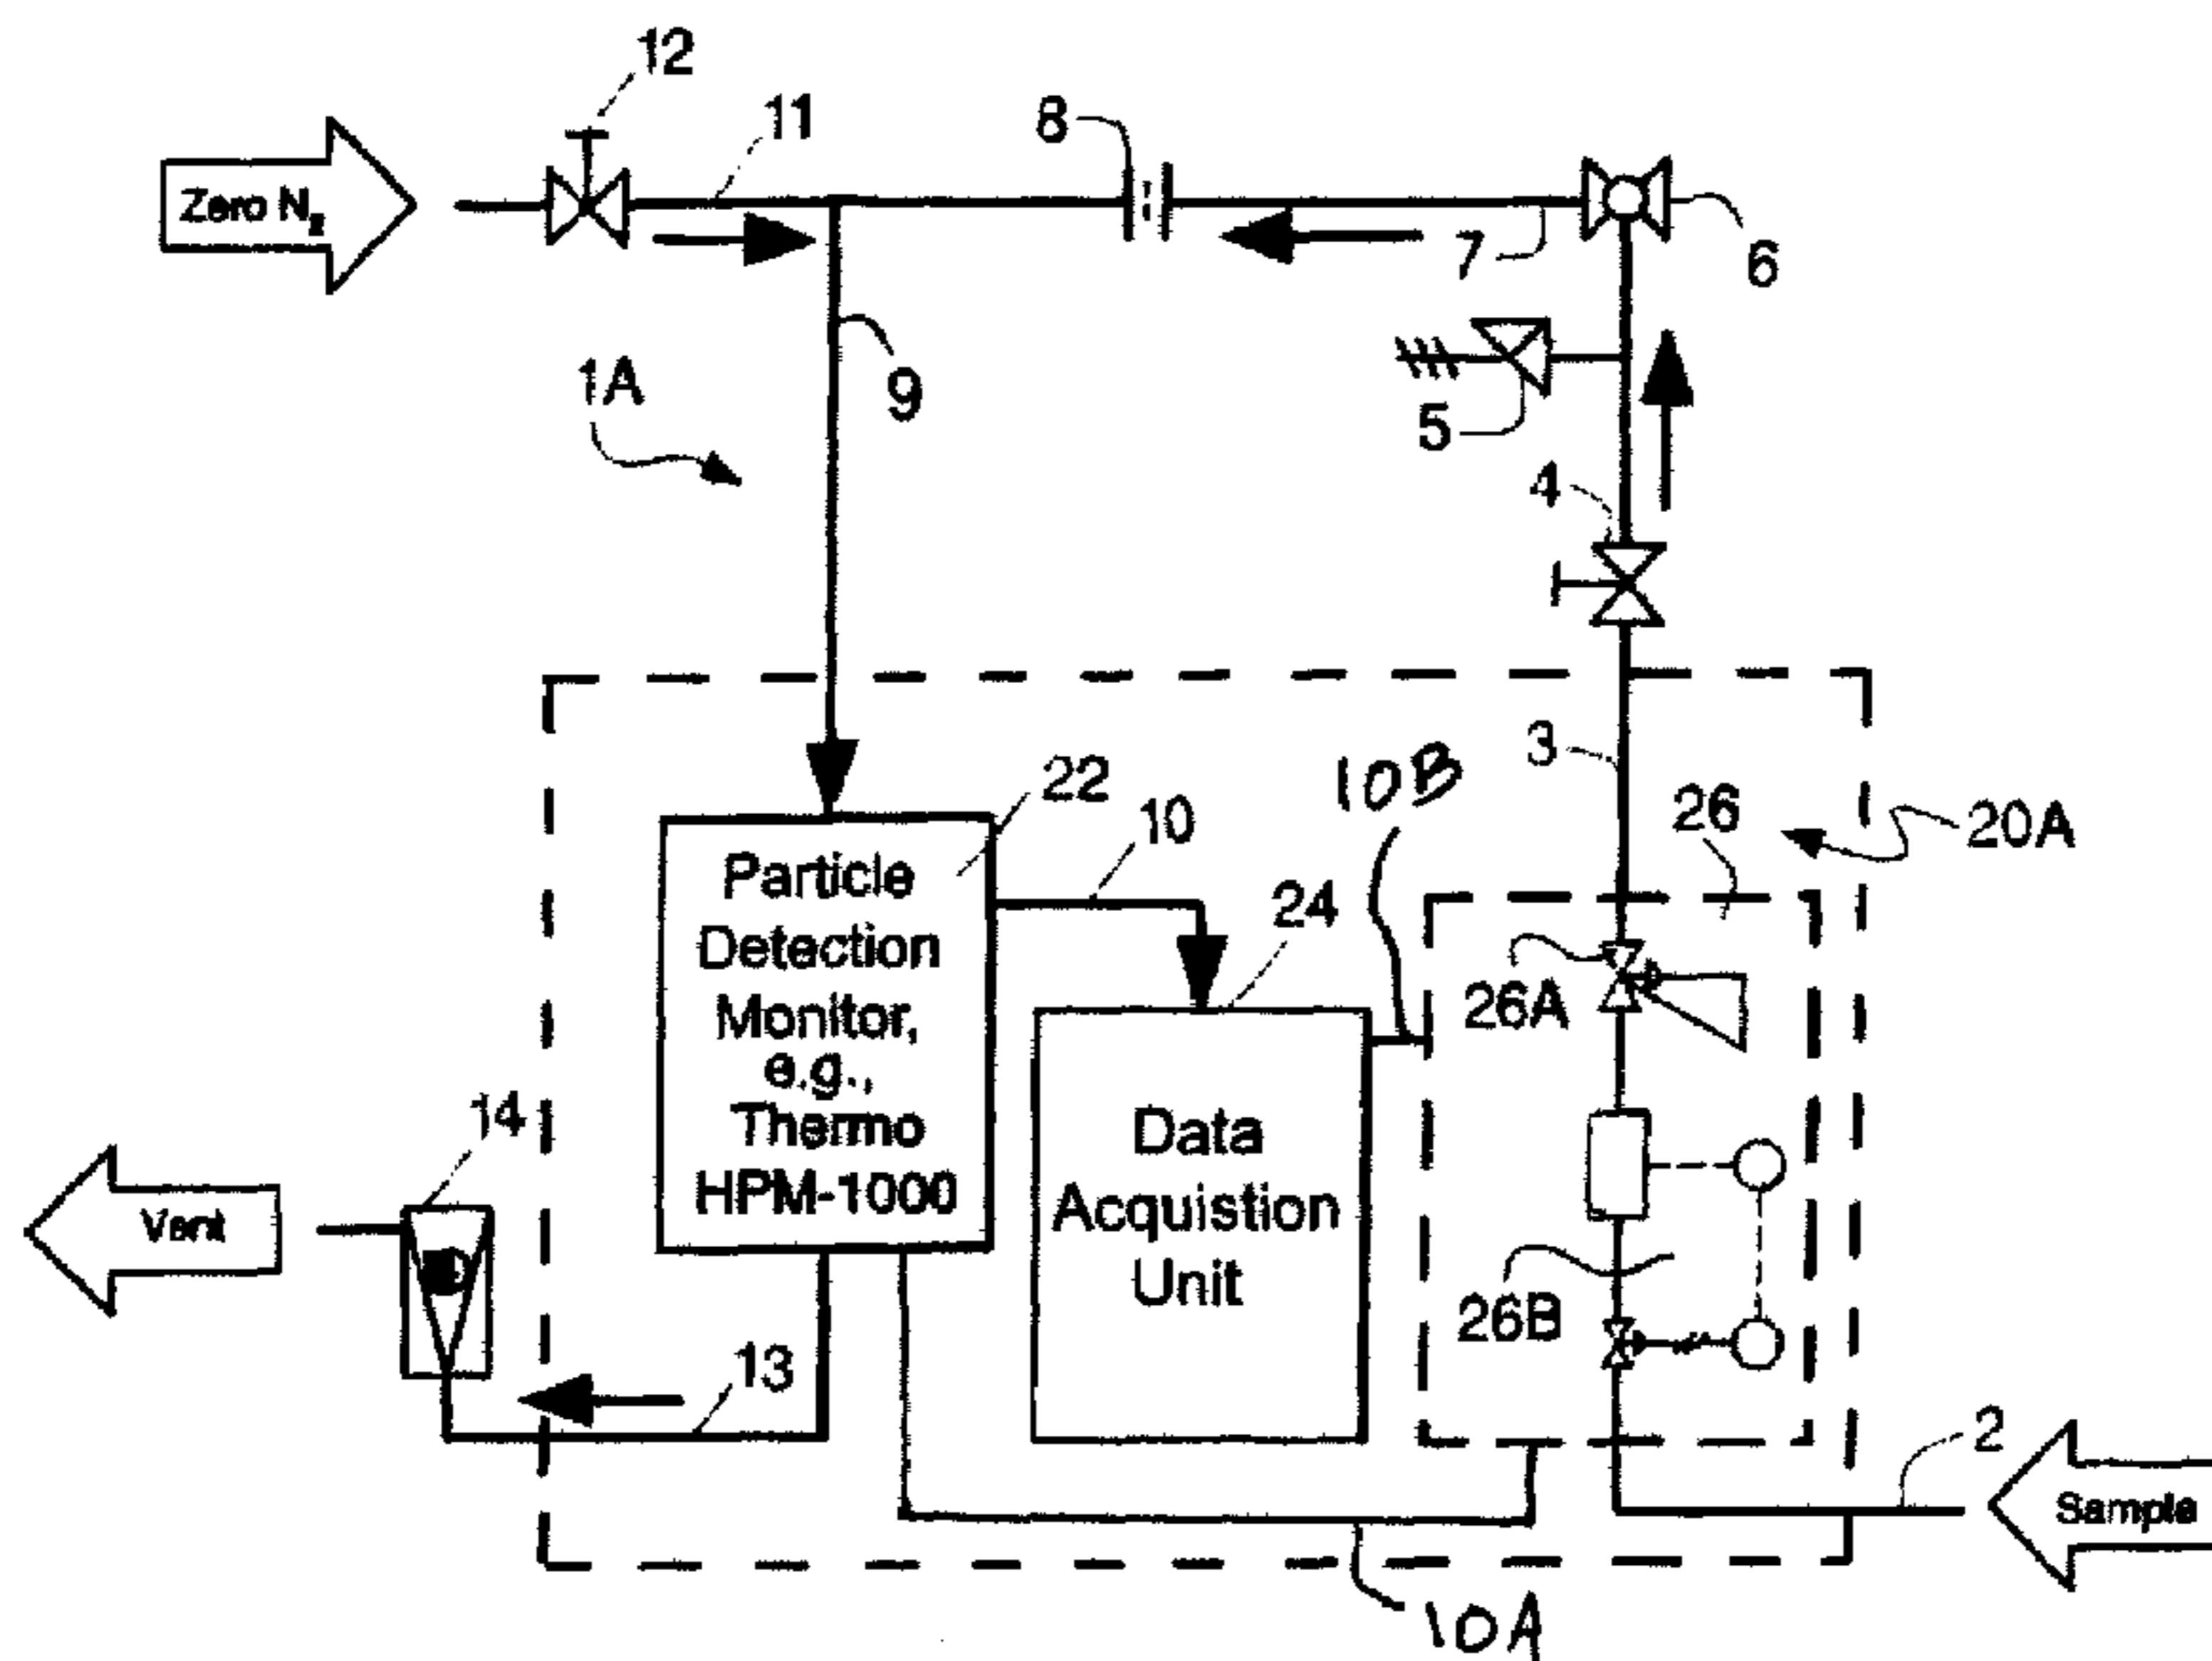 12
11
8
Zero N2
7
6
1A
9
5
4
3
22
10
10B
26
20A
Particle
Detection
Monitor,
e.g.,
Thermo
HPM-1000
24
26A
14
Data
Acquistion
Unit
Vent
26B
13
2
Sample
10A